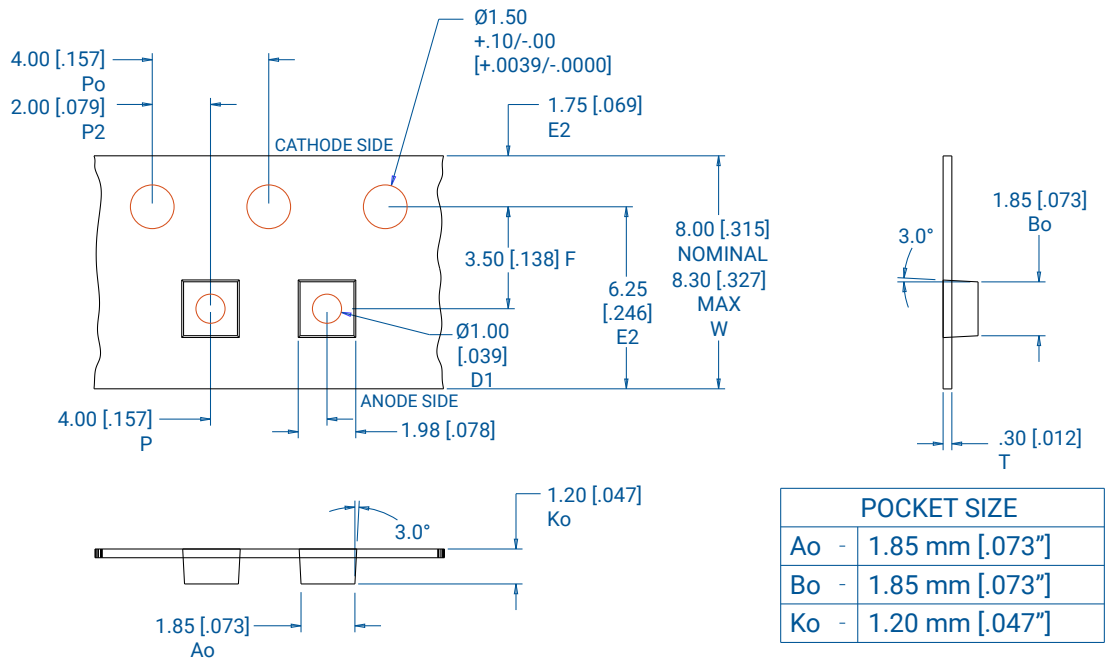 Ø1.50
+.10/-.00
[+.0039/-.0000]
4.00 [.157]
Po
2.00 [.079]
P2
1.75 [.069]
E2
CATHODE SIDE
8.00 [.315]
NOMINAL
8.30 [.327]
MAX
W
3.50 [.138] F
6.25
[.246]
E2
Ø1.00
[.039]
D1
ANODE SIDE
4.00 [.157]
P
1.98 [.078]
1.85 [.073]
Bo
3.0°
.30 [.012]
T
1.20 [.047]
Ko
3.0°
1.85 [.073]
Ao
POCKET SIZE
Ao - 1.85 mm [.073”]
Bo - 1.85 mm [.073”]
Ko - 1.20 mm [.047”]